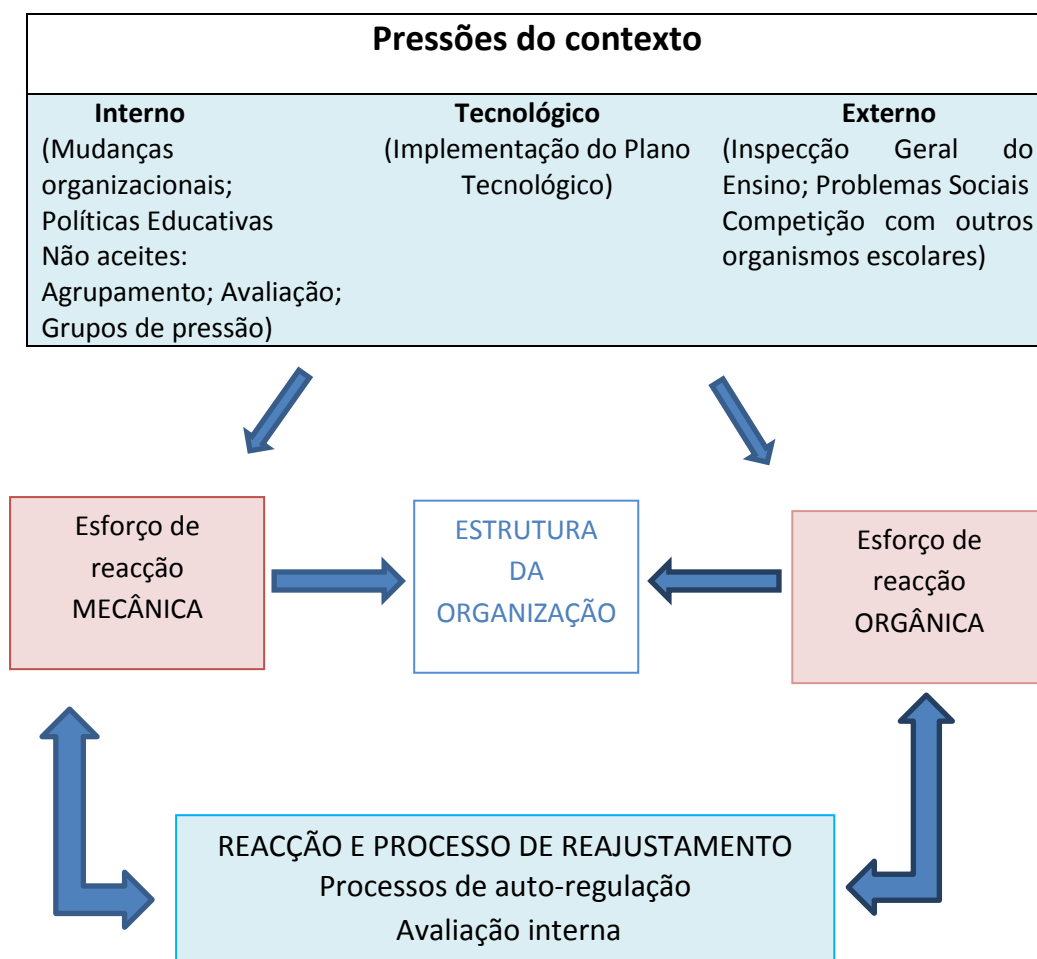 Pressões do contexto
Interno
(Mudanças
organizacionais;
Políticas Educativas
Não aceites:
Agrupamento; Avaliação;
Grupos de pressão)
Tecnológico
(Implementação do Plano
Tecnológico)
Externo
(Inspecção Geral do
Ensino; Problemas Sociais
Competição com outros
organismos escolares)
Esforço de
reacção
MECÂNICA
ESTRUTURA
DA
ORGANIZAÇÃO
Esforço de
reacção
ORGÂNICA
REACÇÃO E PROCESSO DE REAJUSTAMENTO
Processos de auto-regulação
Avaliação interna